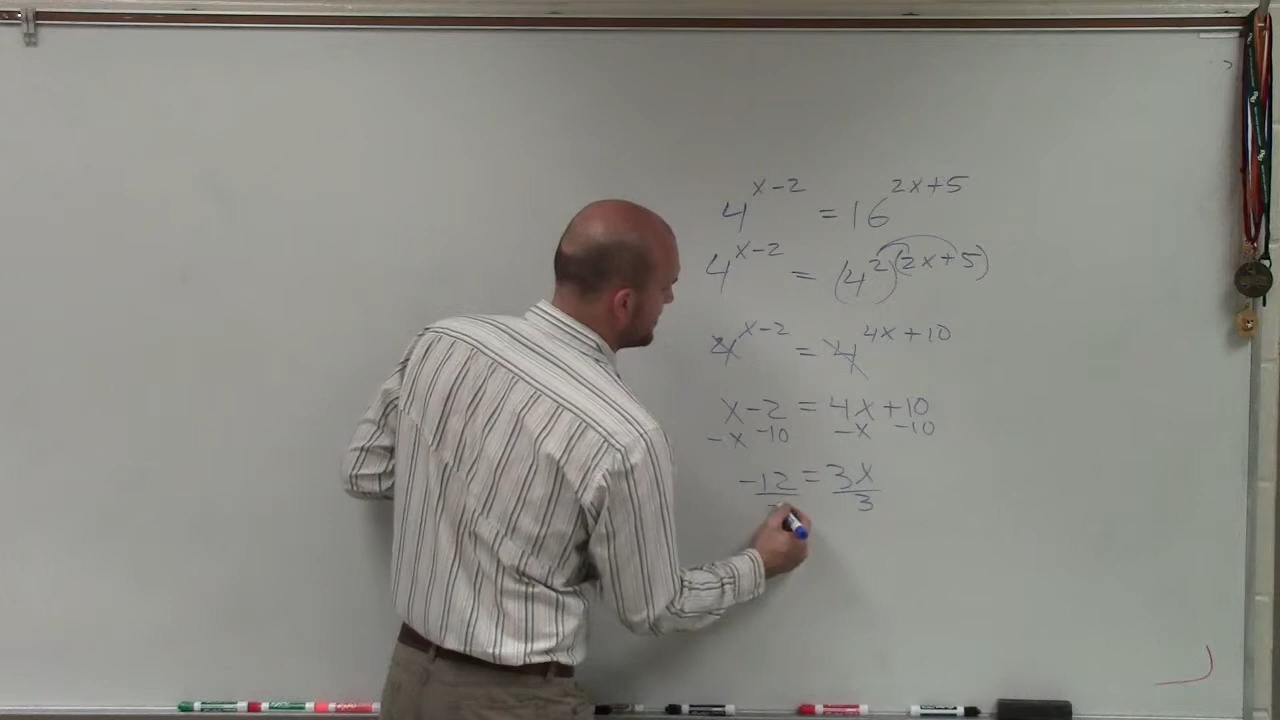 4^{x-2} = 16^{2x+5}
4^{x-2} = (4^2)^{(2x+5)}
4^{x-2} = 4^{4x+10}
x-2 = 4x+10
-x -10 -x -10
-12 = 3x
3